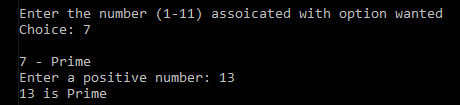 Enter the number (1-11) assoicated with option wanted
Choice: 7
7 - Prime
Enter a positive number: 13
13 is Prime